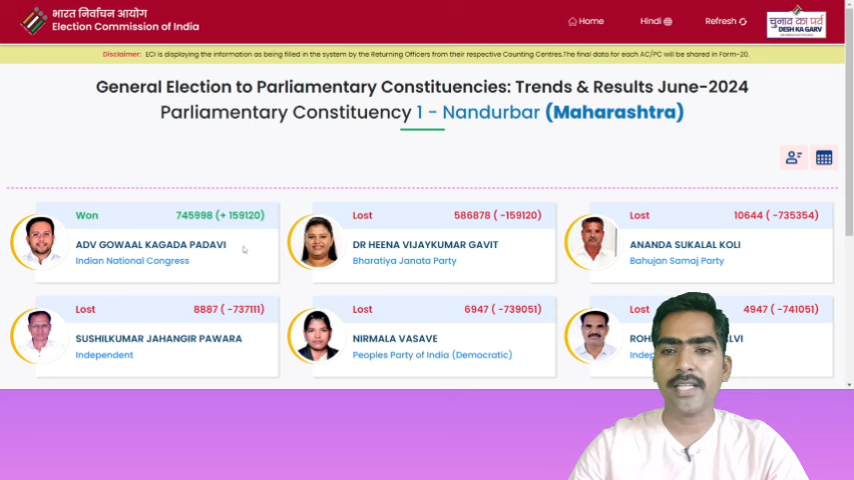 भारत निर्वाचन आयोग
Election Commission of India
Home
Hindi
Refresh
चुनाव का पर्व
DESH KA GARV
Disclaimer: ECI is displaying the information as being filled in the system by the Returning Officers from their respective Counting Centres.The final data for each AC/PC will be shared in Form-20.
General Election to Parliamentary Constituencies: Trends & Results June-2024
Parliamentary Constituency 1 - Nandurbar (Maharashtra)
Won 745998 (+ 159120)
ADV GOWAAL KAGADA PADAVI
Indian National Congress
Lost 586878 ( -159120)
DR HEENA VIJAYKUMAR GAVIT
Bharatiya Janata Party
Lost 10644 ( -735354)
ANANDA SUKALAL KOLI
Bahujan Samaj Party
Lost 8887 ( -737111)
SUSHILKUMAR JAHANGIR PAWARA
Independent
Lost 6947 ( -739051)
NIRMALA VASAVE
Peoples Party of India (Democratic)
Lost 4947 ( -741051)